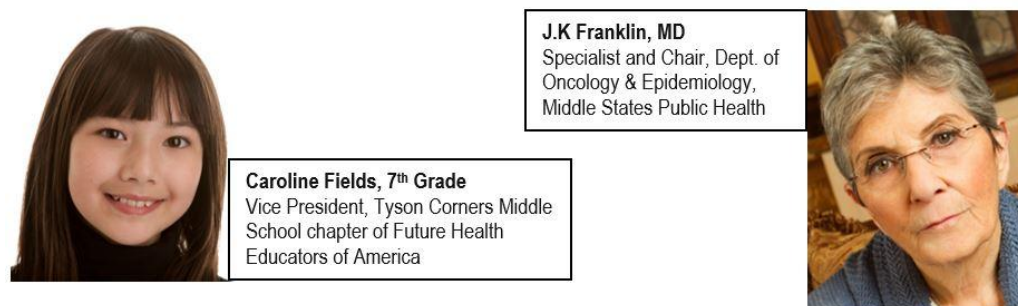 J.K Franklin, MD
Specialist and Chair, Dept. of
Oncology & Epidemiology,
Middle States Public Health
Caroline Fields, 7th Grade
Vice President, Tyson Corners Middle
School chapter of Future Health
Educators of America